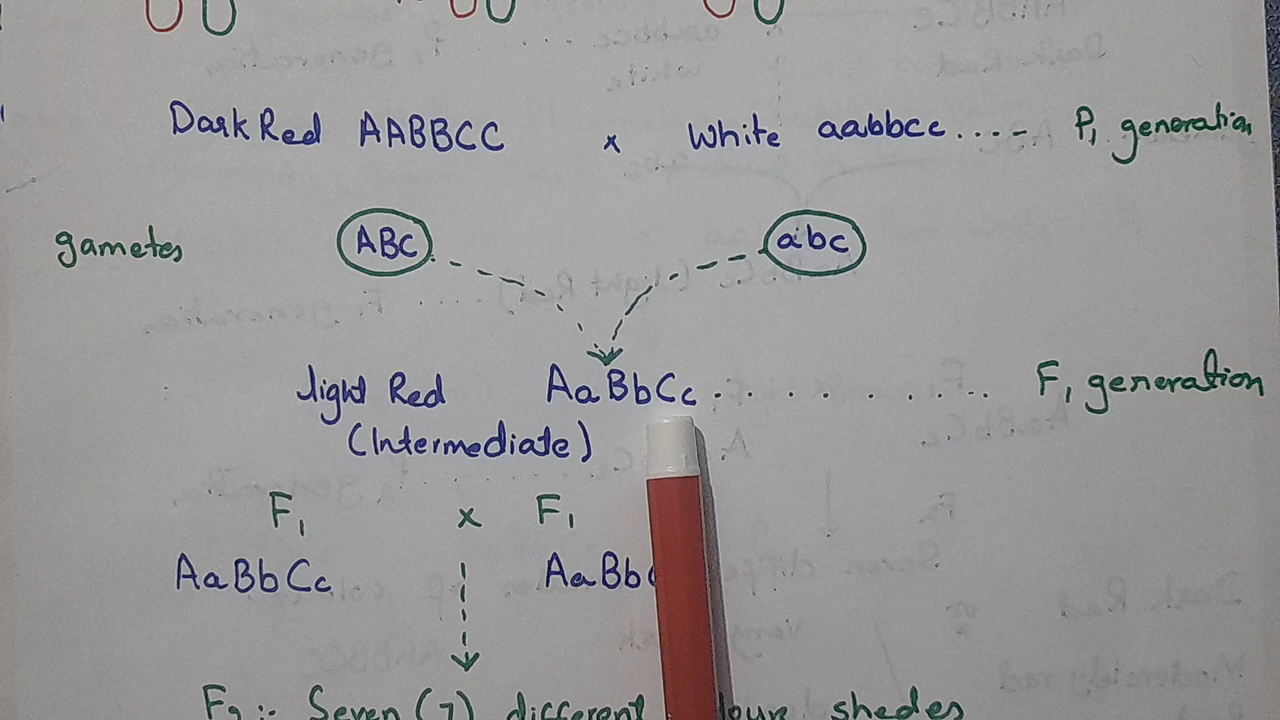 Dark Red AABBCC x White aabbcc....- P1 generation
gametes ABC abc
light Red AaBbCc.......... F1 generation
(Intermediate)
F1 x F1
AaBbCc AaBb
F2:- Seven (7) different shades